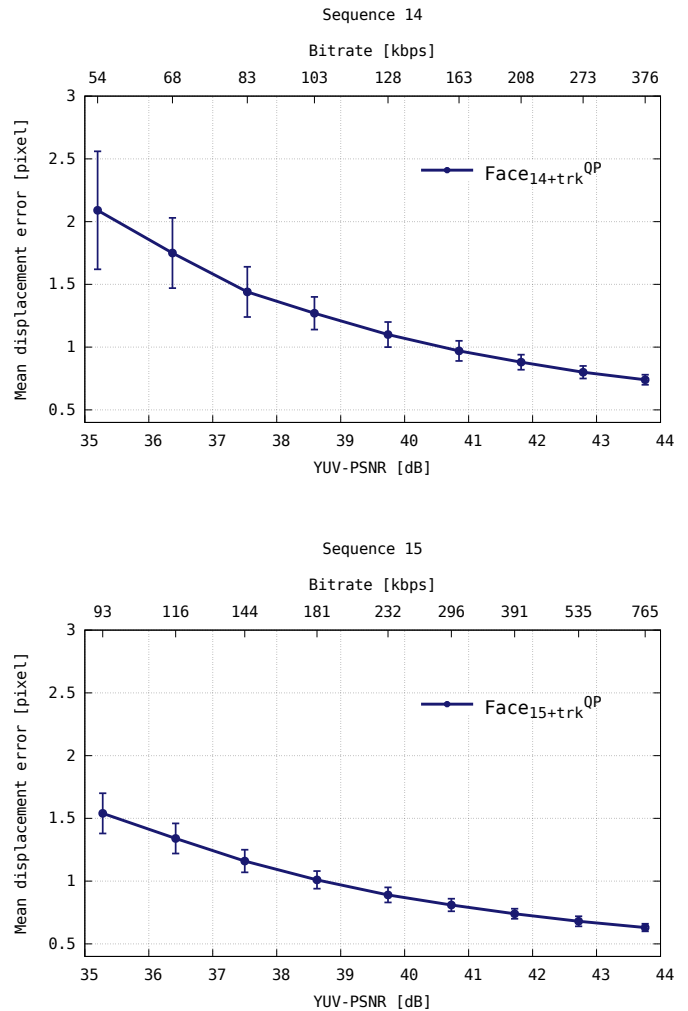 Sequence 14
Bitrate [kbps]
54 68 83 103 128 163 208 273 376
3
2.5
2
1.5
1
0.5
Mean displacement error [pixel]
Face14+trk^QP
35 36 37 38 39 40 41 42 43 44
YUV-PSNR [dB]
Sequence 15
Bitrate [kbps]
93 116 144 181 232 296 391 535 765
3
2.5
2
1.5
1
0.5
Mean displacement error [pixel]
Face15+trk^QP
35 36 37 38 39 40 41 42 43 44
YUV-PSNR [dB]